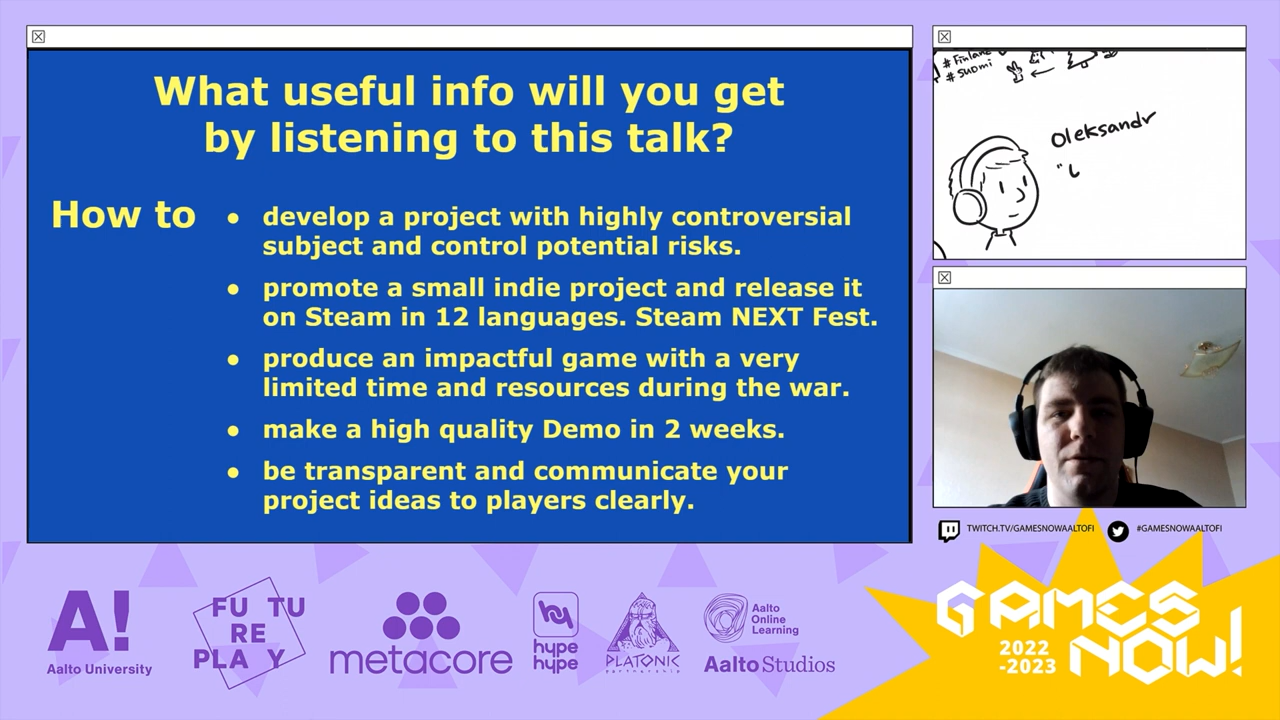 What useful info will you get
by listening to this talk?
How to
● develop a project with highly controversial
subject and control potential risks.
● promote a small indie project and release it
on Steam in 12 languages. Steam NEXT Fest.
● produce an impactful game with a very
limited time and resources during the war.
● make a high quality Demo in 2 weeks.
● be transparent and communicate your
project ideas to players clearly.
#Finland
#SUOMI
Oleksandr
TWITCH.TV/GAMESNOWAALTOFI
#GAMESNOWAALTOFI
A!
Aalto University
FU TU
RE
PLA Y
metacore
hype
hype
PLATONIC
partnership
Aalto
Online
Learning
Aalto Studios
GAMES
NOW!
2022
-2023